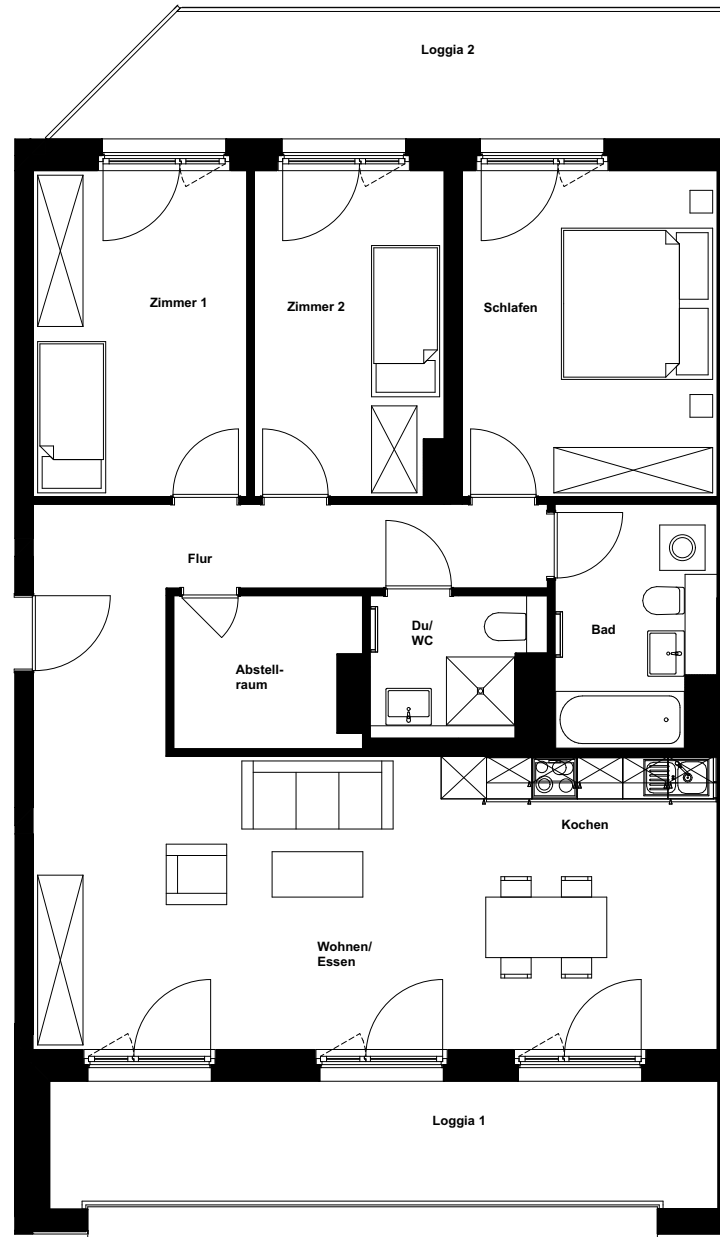 Loggia 2
Zimmer 1
Zimmer 2
Schlafen
Flur
Du/
WC
Bad
Abstell-
raum
Kochen
Wohnen/
Essen
Loggia 1